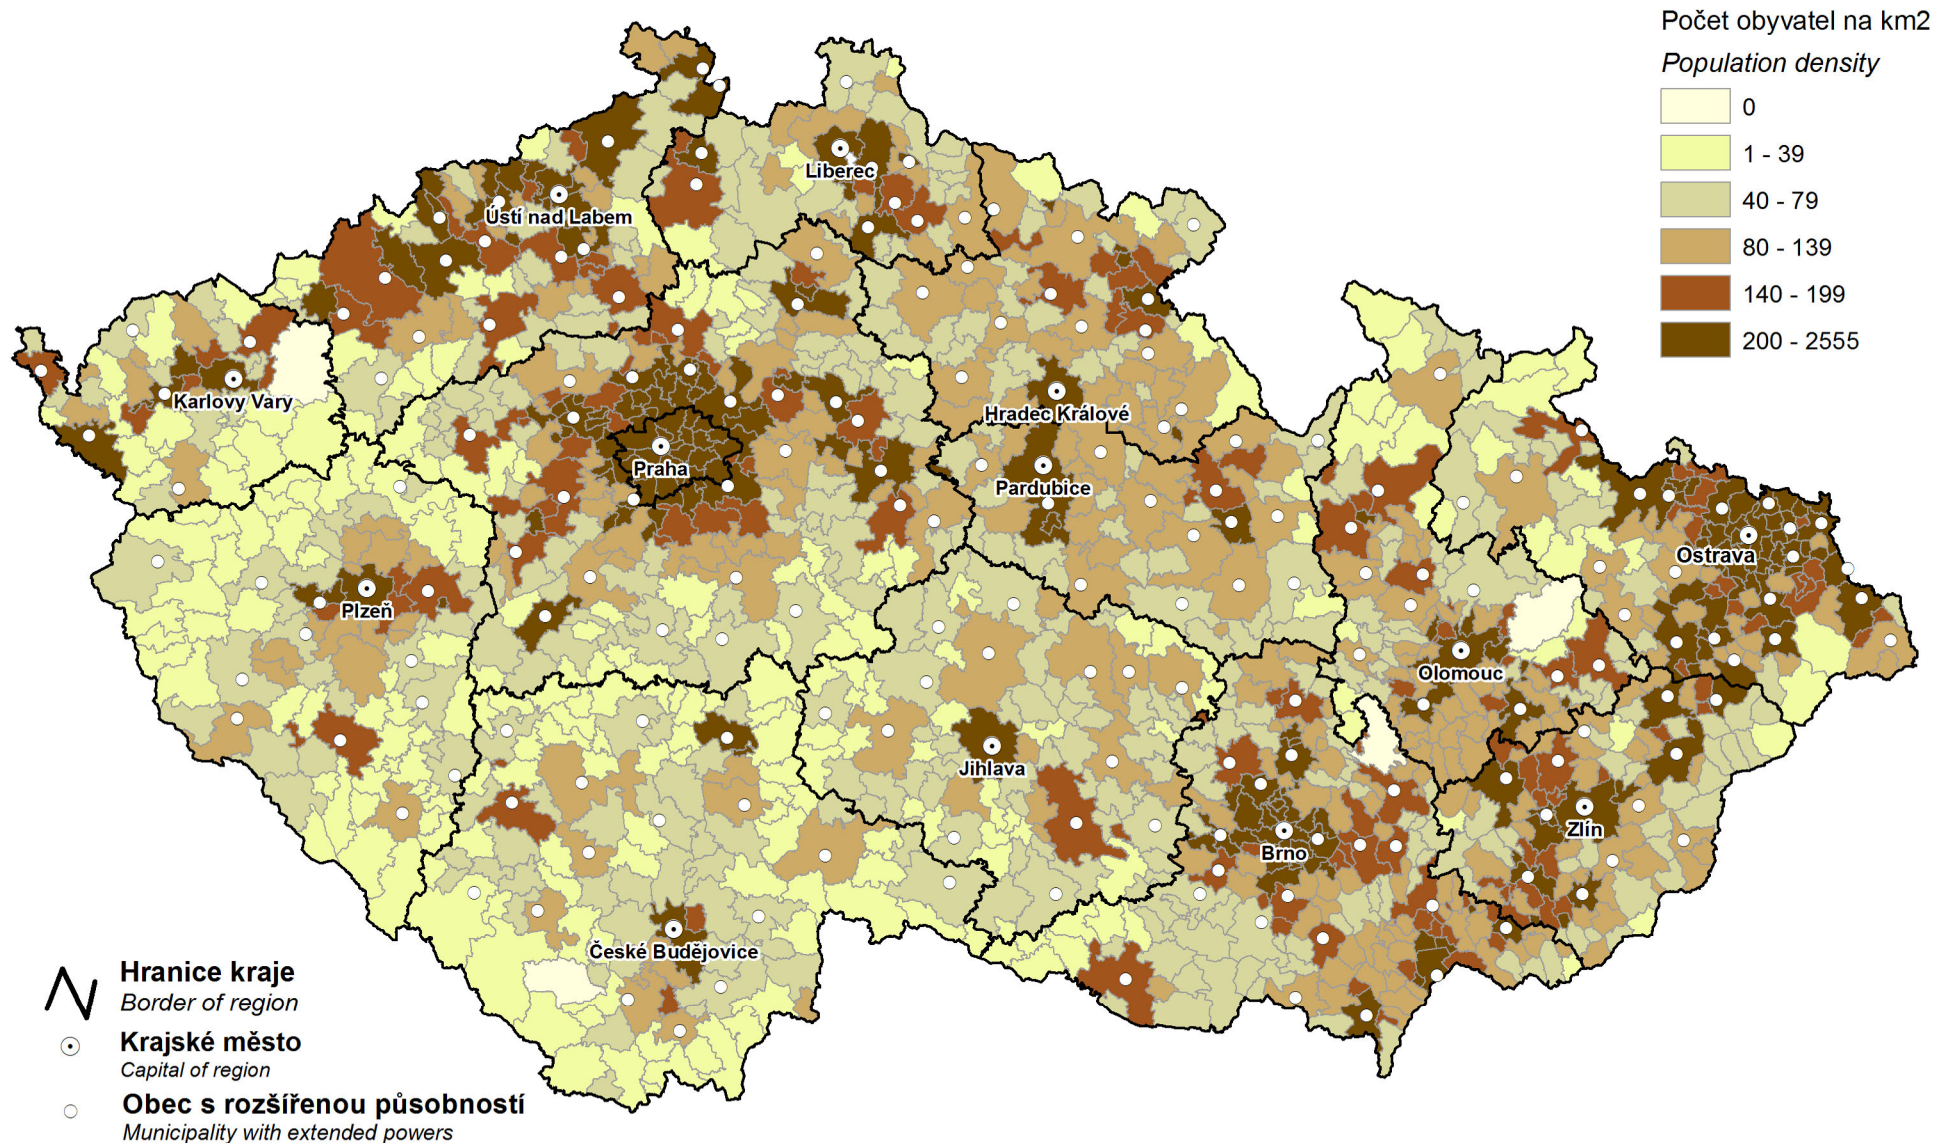 Počet obyvatel na km2
Population density
0
1 - 39
40 - 79
80 - 139
140 - 199
200 - 2555
Liberec
Ústí nad Labem
Karlovy Vary
Hradec Králové
Praha
Pardubice
Ostrava
Plzeň
Olomouc
Jihlava
Zlín
Brno
České Budějovice
Hranice kraje
Border of region
Krajské město
Capital of region
Obec s rozšířenou působností
Municipality with extended powers